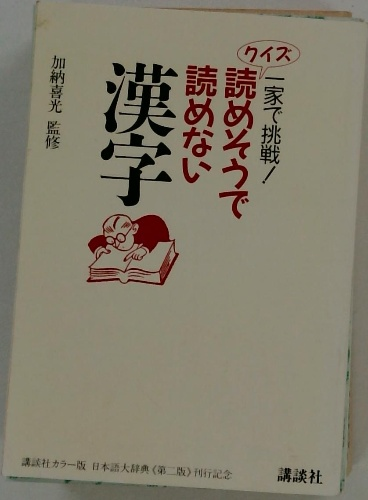 クイズ
一家で挑戦!
読めそうで
読めない
漢字
加納喜光 監修
講談社カラー版 日本語大辞典《第二版》刊行記念
講談社